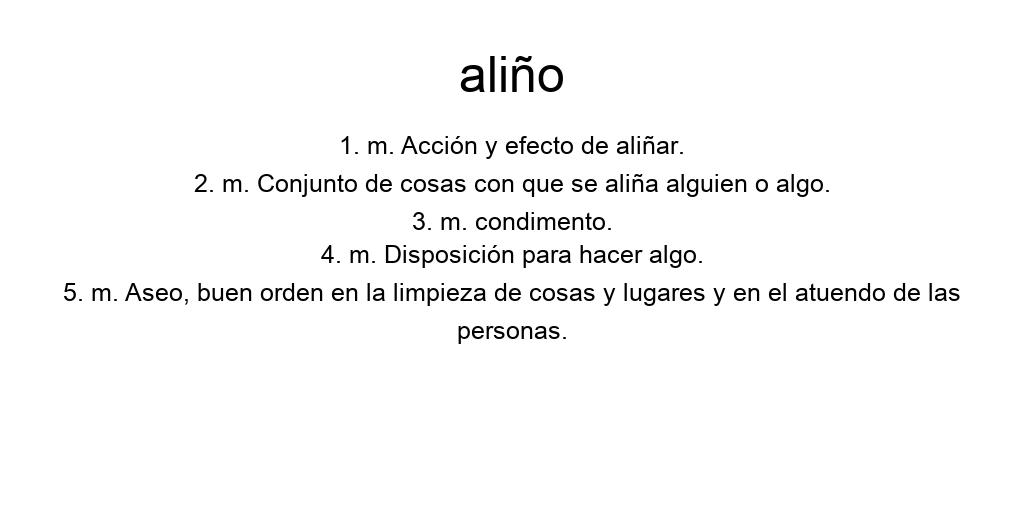 aliño
1. m. Acción y efecto de aliñar.
2. m. Conjunto de cosas con que se aliña alguien o algo.
3. m. condimento.
4. m. Disposición para hacer algo.
5. m. Aseo, buen orden en la limpieza de cosas y lugares y en el atuendo de las
personas.